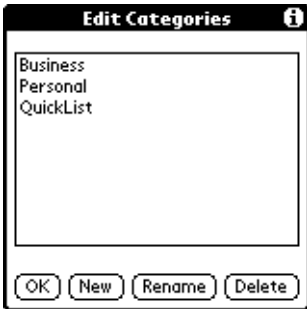 Edit Categories i
Business
Personal
QuickList
OK New Rename Delete